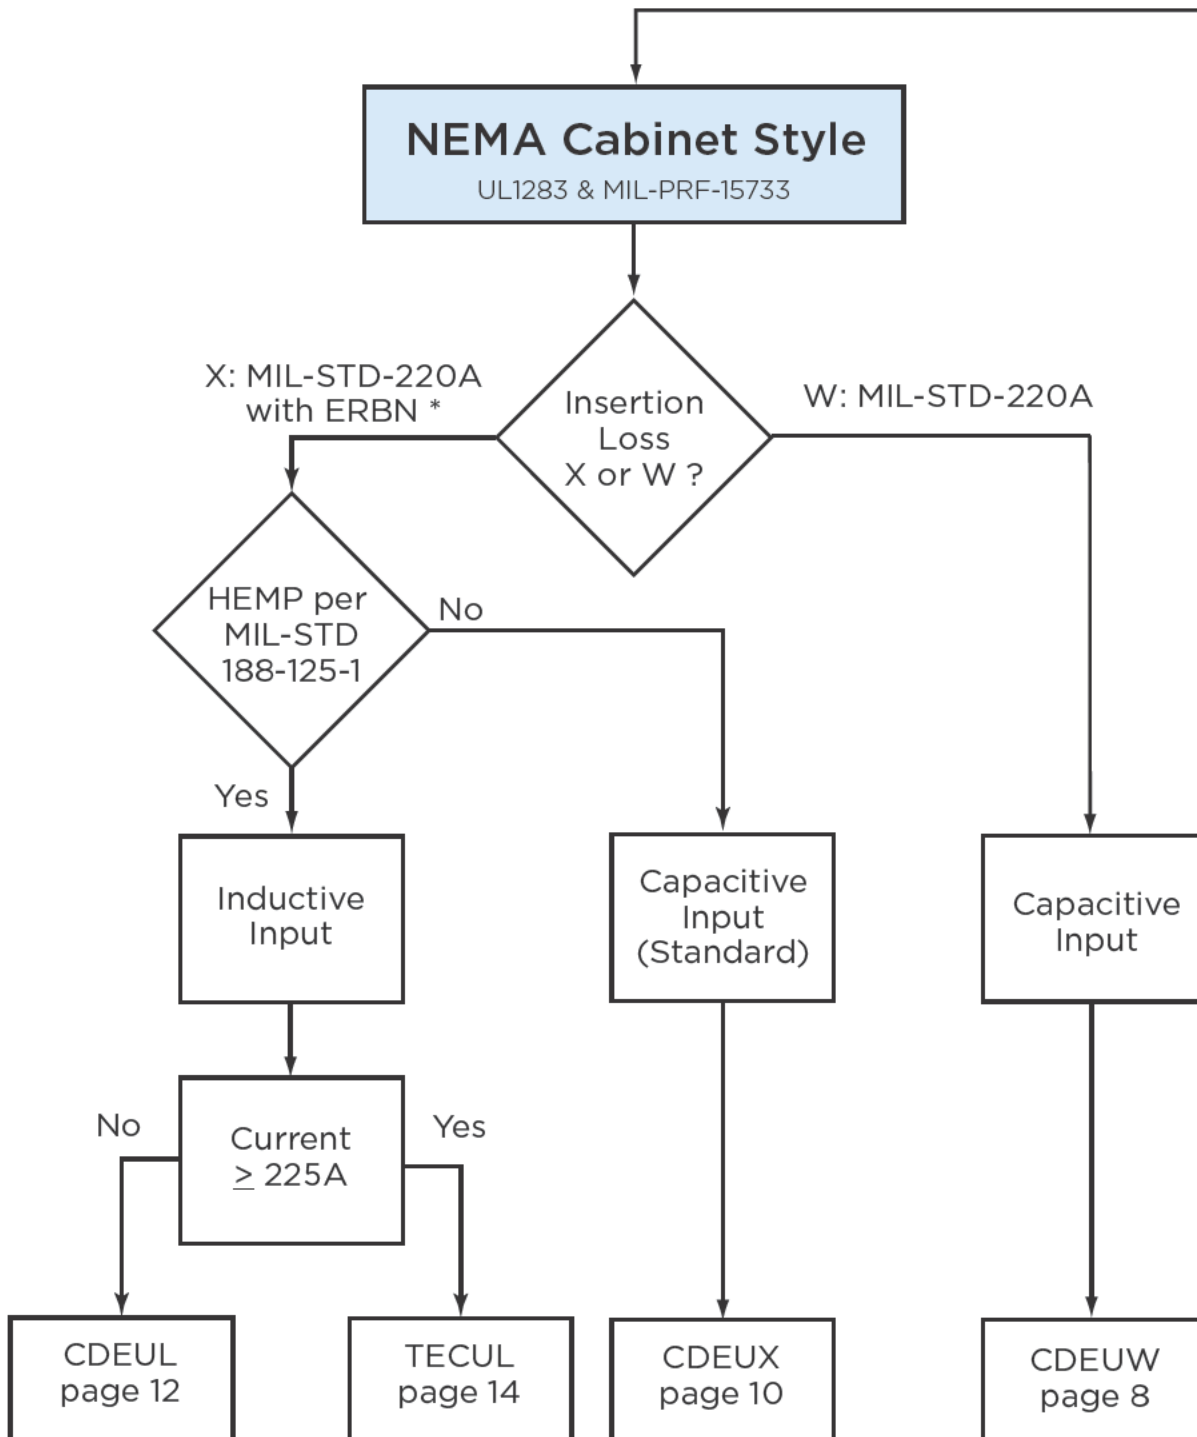 NEMA Cabinet Style
UL1283 & MIL-PRF-15733
X: MIL-STD-220A
with ERBN *
Insertion
Loss
X or W ?
W: MIL-STD-220A
HEMP per
MIL-STD
188-125-1
No
Yes
Inductive
Input
Capacitive
Input
(Standard)
Capacitive
Input
No
Current
≥ 225A
Yes
CDEUL
page 12
TECUL
page 14
CDEUX
page 10
CDEUW
page 8